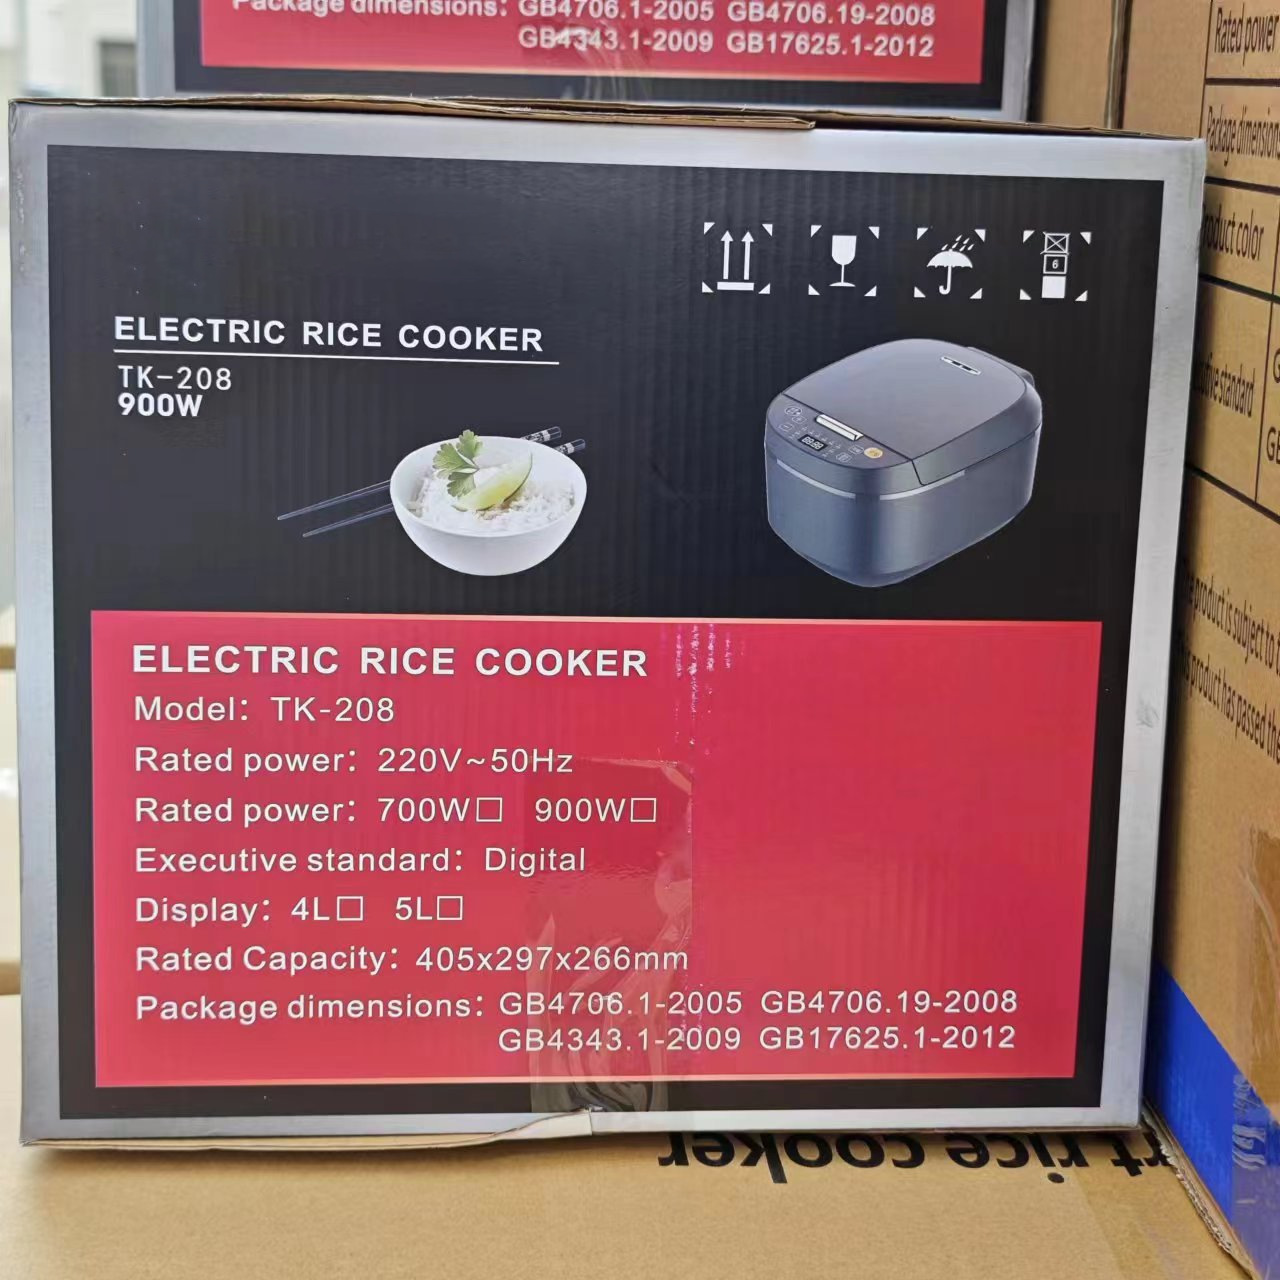 Package dimensions: GB4706.1-2005 GB4706.19-2008
GB4343.1-2009 GB17625.1-2012
6
ELECTRIC RICE COOKER
TK-208
900W
ELECTRIC RICE COOKER
Model: TK-208
Rated power: 220V~50Hz
Rated power: 700W□ 900W□
Executive standard: Digital
Display: 4L□ 5L□
Rated Capacity: 405x297x266mm
Package dimensions: GB4706.1-2005 GB4706.19-2008
GB4343.1-2009 GB17625.1-2012
rice cooker
Rated power
Package dimensions
product color
standard
product is subject to
product has passed the